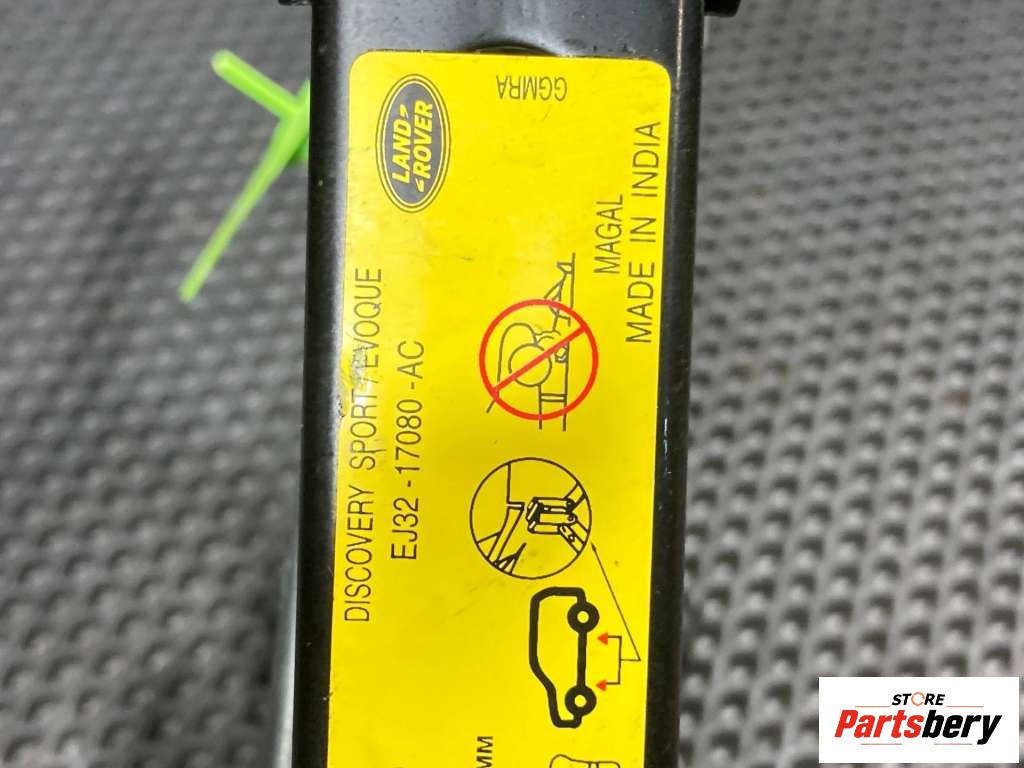 LAND
ROVER
DISCOVERY SPORT/EVOQUE
EJ32-17080-AC
GGMRA
MAGAL
MADE IN INDIA
MM
STORE
Partsbery